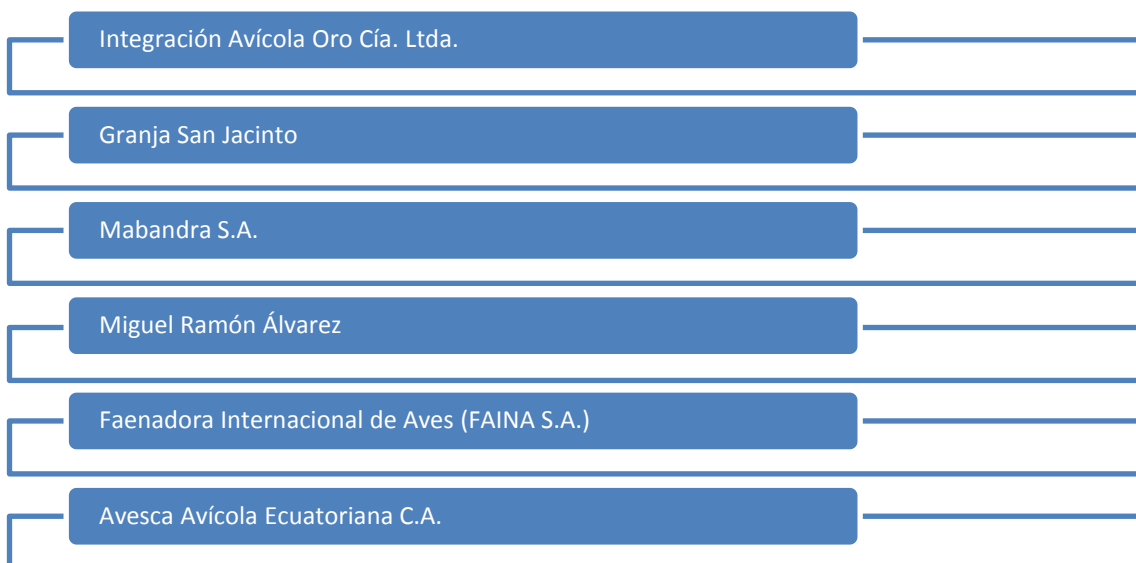 Integración Avícola Oro Cía. Ltda.
Granja San Jacinto
Mabandra S.A.
Miguel Ramón Álvarez
Faenadora Internacional de Aves (FAINA S.A.)
Avesca Avícola Ecuatoriana C.A.